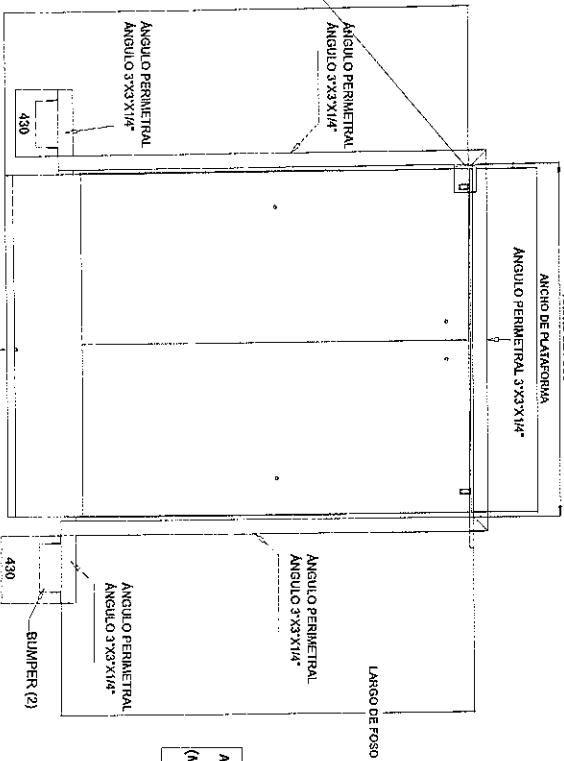 ÁNGULO PERIMETRAL
ÁNGULO 3"X3"X1/4"
ÁNGULO PERIMETRAL
ÁNGULO 3"X3"X1/4"
430
ANCHO DE PLATAFORMA
ÁNGULO PERIMETRAL 3"X3"X1/4"
ÁNGULO PERIMETRAL
ÁNGULO 3"X3"X1/4"
ÁNGULO PERIMETRAL
ÁNGULO 3"X3"X1/4"
430
BUMPER (2)
LARGO DE FOSO